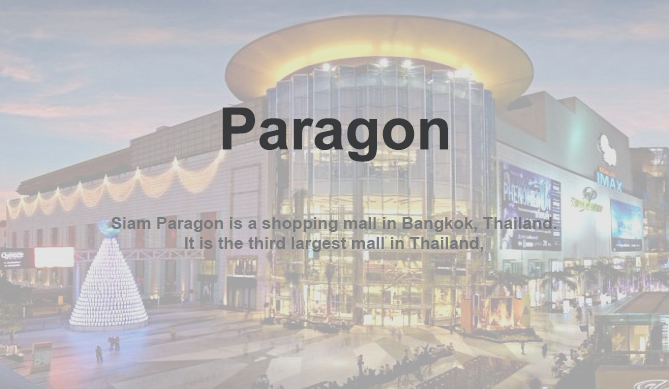 Paragon
Siam Paragon is a shopping mall in Bangkok, Thailand.
It is the third largest mall in Thailand,
IMAX